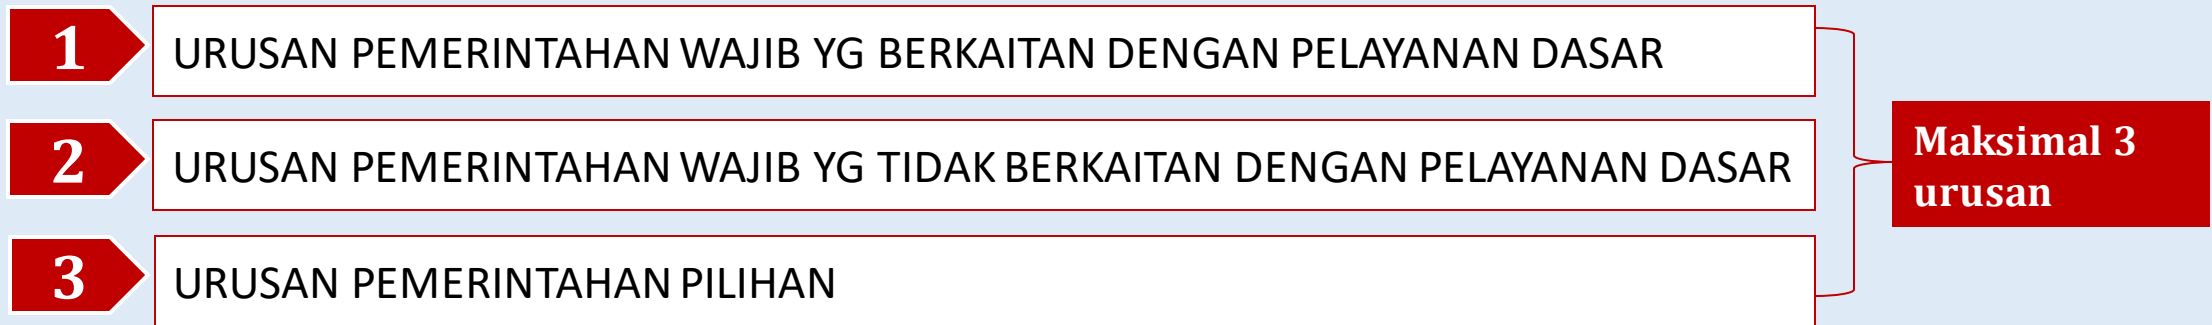 1
URUSAN PEMERINTAHAN WAJIB YG BERKAITAN DENGAN PELAYANAN DASAR
2
URUSAN PEMERINTAHAN WAJIB YG TIDAK BERKAITAN DENGAN PELAYANAN DASAR
3
URUSAN PEMERINTAHAN PILIHAN
Maksimal 3
urusan